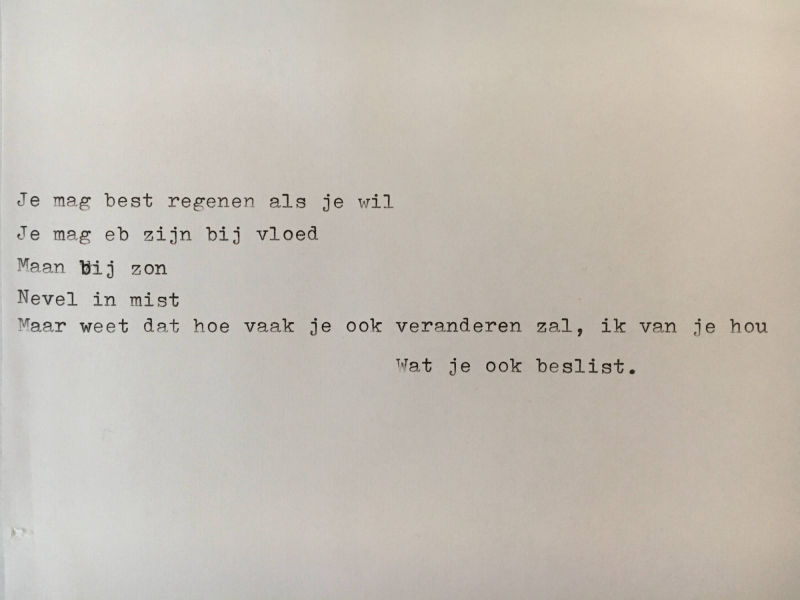 Je mag best regenen als je wil
Je mag eb zijn bij vloed
Maan bij zon
Nevel in mist
Maar weet dat hoe vaak je ook veranderen zal, ik van je hou
Wat je ook beslist.